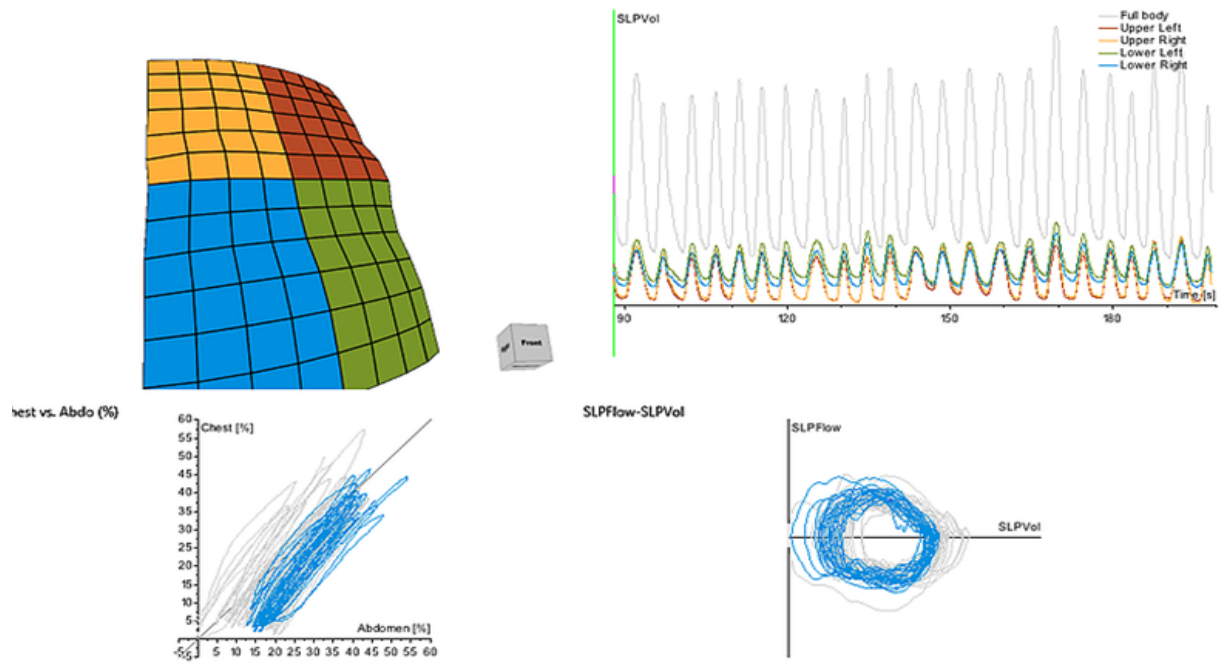 SLPVol
Full body
Upper Left
Upper Right
Lower Left
Lower Right
Time [s]
90 120 150 180
Front
hest vs. Abdo (%)
60
Chest [%]
55
50
45
40
35
30
25
20
15
10
5
Abdomen [%]
5 10 15 20 25 30 35 40 45 50 55 60
SLPFlow-SLPVol
SLPFlow
SLPVol